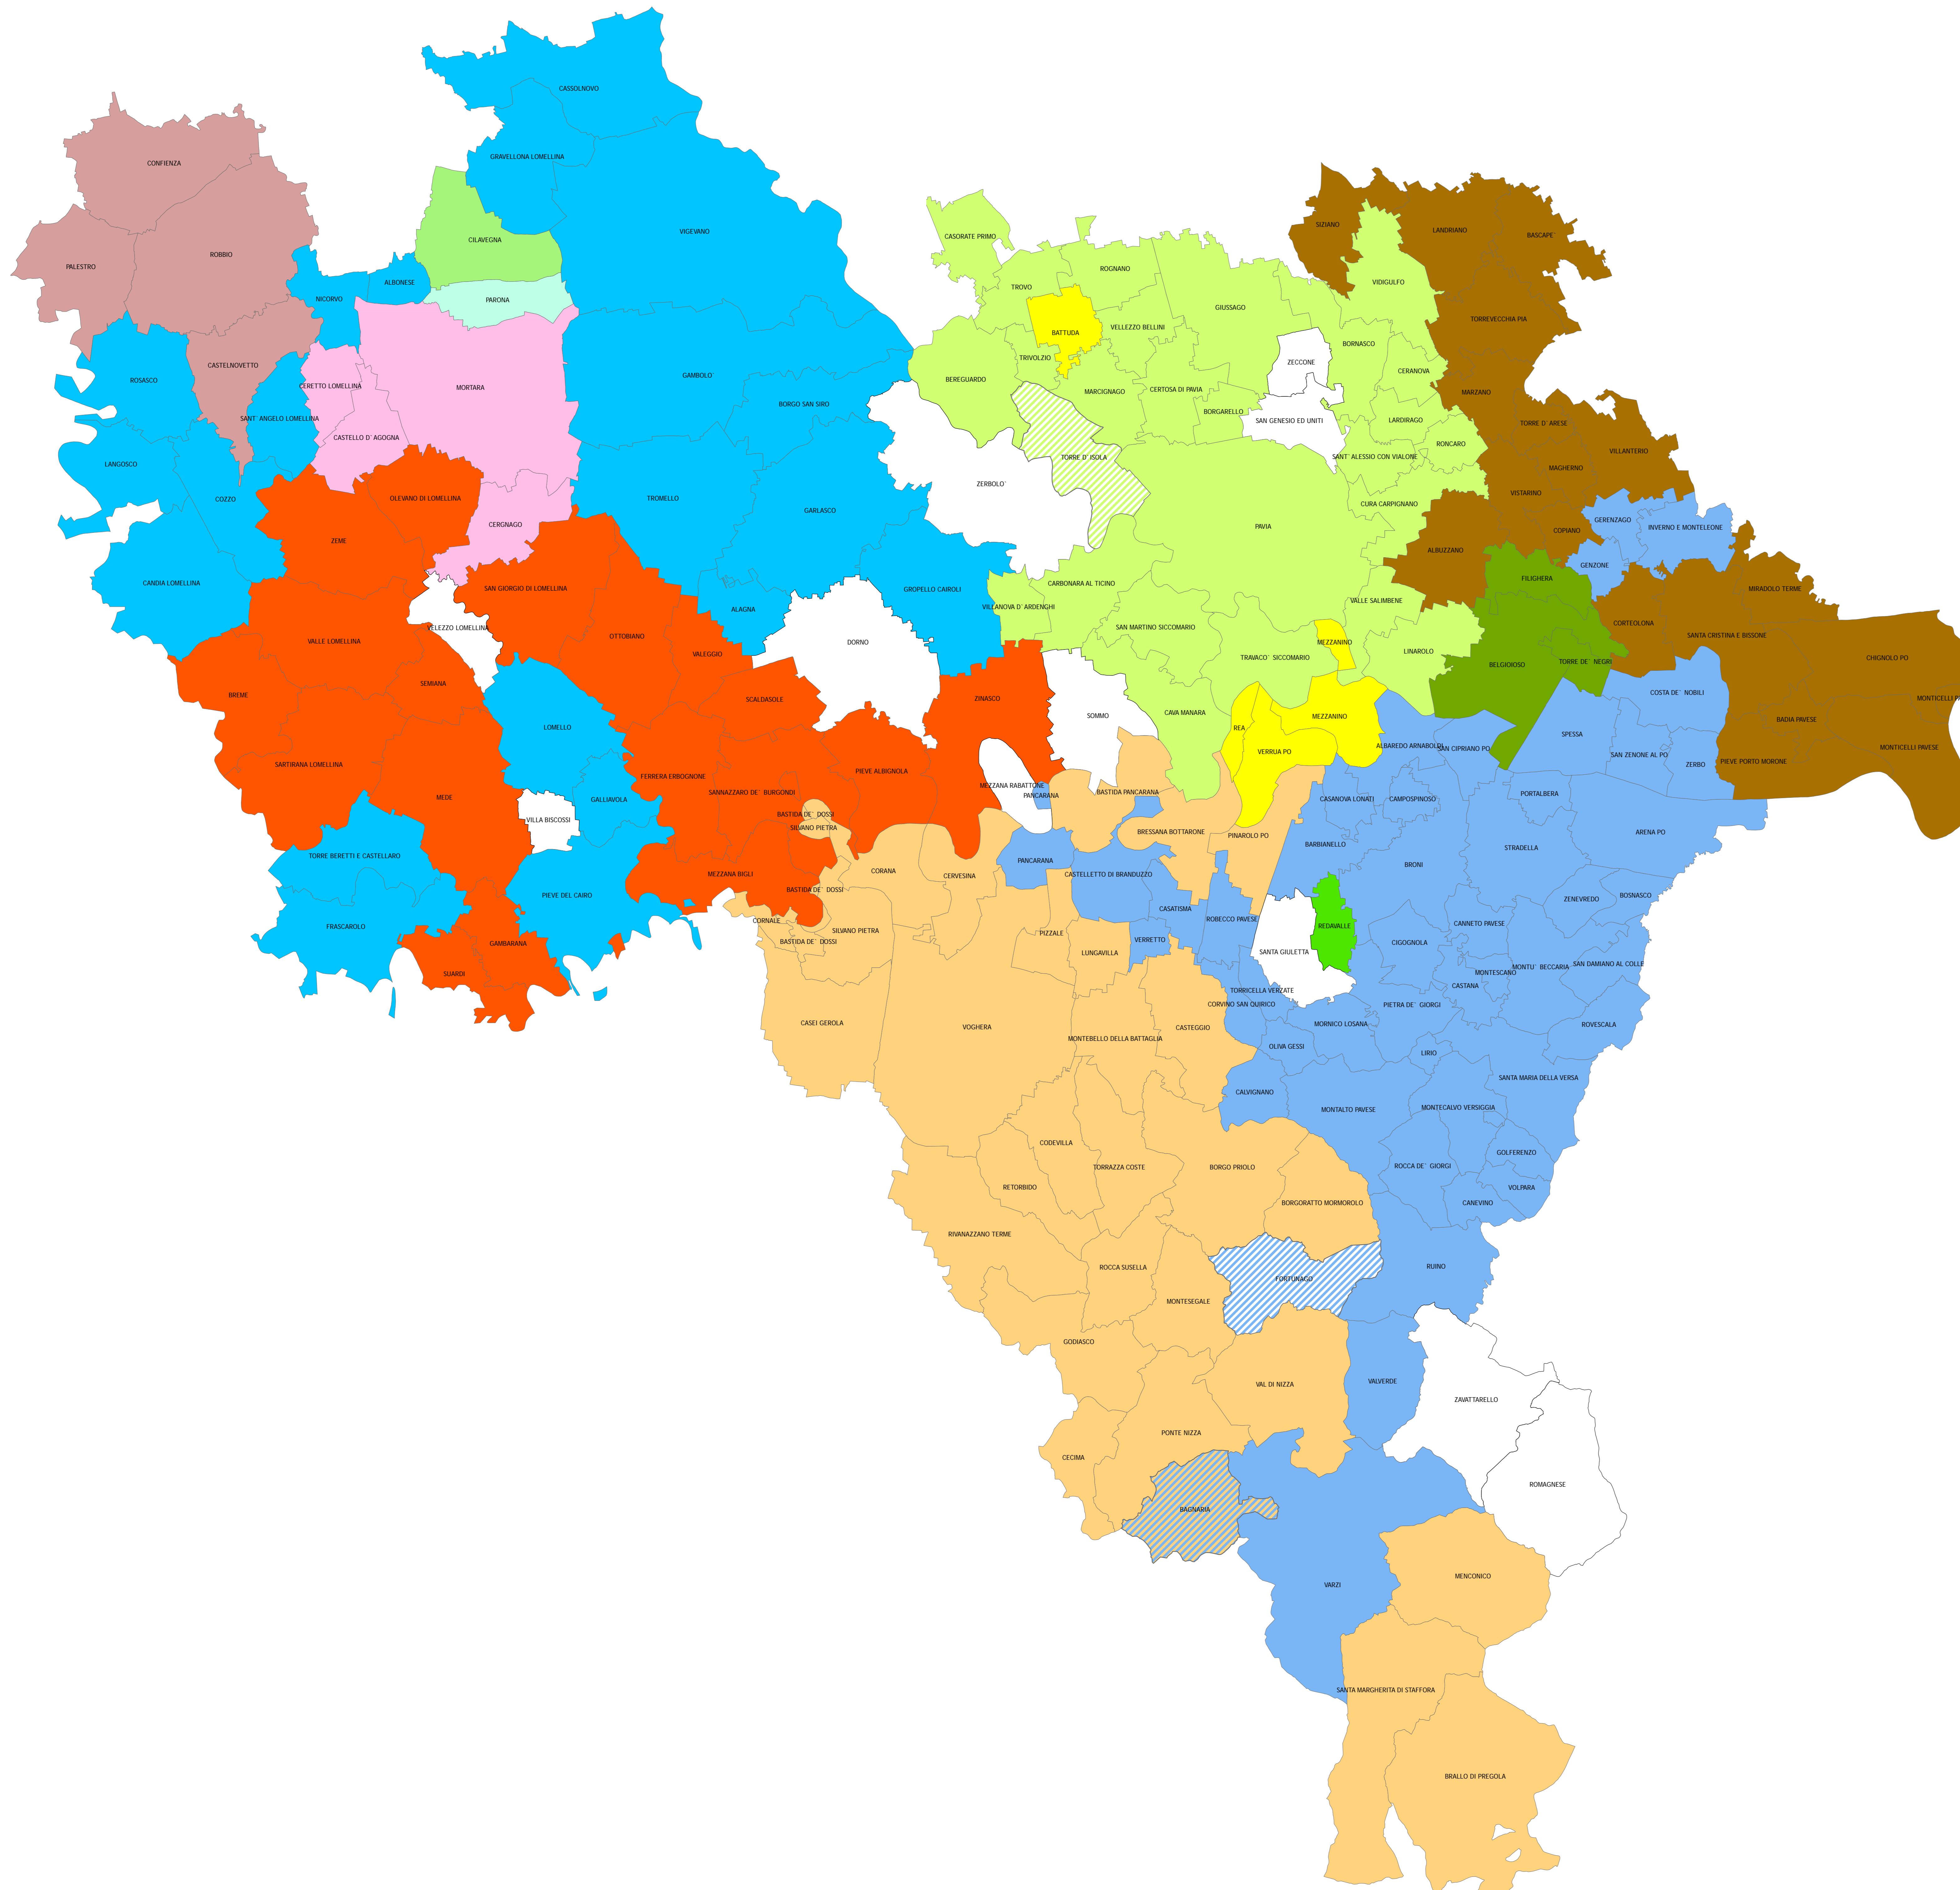 CASSOLNOVO
CONFIENZA
GRAVELLONA LOMELLINA
SIZIANO
LANDRIANO
VIGEVANO
CASORATE PRIMO
BASCAPE`
CILAVEGNA
ROBBIO
PALESTRO
ROGNANO
ALBONESE
VIDIGULFO
TROVO
NICORVO
PARONA
GIUSSAGO
TORREVECCHIA PIA
VELLEZZO BELLINI
BATTUDA
BORNASCO
TRIVOLZIO
ZECCONE
CASTELNOVETTO
CERANOVA
GAMBOLO`
ROSASCO
BEREGUARDO
CERETTO LOMELLINA
MORTARA
CERTOSA DI PAVIA
MARCIGNAGO
MARZANO
BORGO SAN SIRO
BORGARELLO
SANT` ANGELO LOMELLINA
SAN GENESIO ED UNITI
LARDIRAGO
TORRE D` ARESE
CASTELLO D` AGOGNA
RONCARO
VILLANTERIO
TORRE D` ISOLA
SANT` ALESSIO CON VIALONE
LANGOSCO
MAGHERNO
ZERBOLO`
VISTARINO
COZZO
OLEVANO DI LOMELLINA
TROMELLO
CURA CARPIGNANO
GARLASCO
GERENZAGO
CERGNAGO
PAVIA
INVERNO E MONTELEONE
COPIANO
ZEME
ALBUZZANO
GENZONE
FILIGHERA
CANDIA LOMELLINA
CARBONARA AL TICINO
SAN GIORGIO DI LOMELLINA
GROPELLO CAIROLI
MIRADOLO TERME
VALLE SALIMBENE
VILLANOVA D` ARDENGHI
ALAGNA
CORTEOLONA
VELEZZO LOMELLINA
SAN MARTINO SICCOMARIO
OTTOBIANO
SANTA CRISTINA E BISSONE
VALLE LOMELLINA
DORNO
MEZZANINO
LINAROLO
VALEGGIO
TRAVACO` SICCOMARIO
CHIGNOLO PO
TORRE DE` NEGRI
BELGIOIOSO
SEMIANA
COSTA DE` NOBILI
BREME
SCALDASOLE
ZINASCO
CAVA MANARA
SOMMO
MEZZANINO
BADIA PAVESE
LOMELLO
REA
SPESSA
ALBAREDO ARNABOLDI
SAN CIPRIANO PO
MONTICELLI PAVESE
VERRUA PO
SAN ZENONE AL PO
PIEVE PORTO MORONE
SARTIRANA LOMELLINA
ZERBO
PIEVE ALBIGNOLA
FERRERA ERBOGNONE
MEZZANA RABATTONE
SANNAZZARO DE` BURGONDI
BASTIDA PANCARANA
PORTALBERA
PANCARANA
MEDE
GALLIAVOLA
CASANOVA LONATI
CAMPOSPINOSO
BASTIDA DE` DOSSI
VILLA BISCOSSI
SILVANO PIETRA
BRESSANA BOTTARONE
ARENA PO
PINAROLO PO
BARBIANELLO
STRADELLA
TORRE BERETTI E CASTELLARO
PANCARANA
BRONI
CORANA
MEZZANA BIGLI
CASTELLETTO DI BRANDUZZO
CERVESINA
BASTIDA DE` DOSSI
PIEVE DEL CAIRO
BOSNASCO
ZENEVREDO
CASATISMA
ROBECCO PAVESE
CORNALE
CANNETO PAVESE
FRASCAROLO
REDAVALLE
SILVANO PIETRA
PIZZALE
VERRETTO
BASTIDA DE` DOSSI
GAMBARANA
CIGOGNOLA
SANTA GIULETTA
LUNGAVILLA
SAN DAMIANO AL COLLE
MONTU` BECCARIA
SUARDI
MONTESCANO
CASTANA
TORRICELLA VERZATE
CORVINO SAN QUIRICO
PIETRA DE` GIORGI
CASEI GEROLA
MORNICO LOSANA
ROVESCALA
VOGHERA
CASTEGGIO
MONTEBELLO DELLA BATTAGLIA
OLIVA GESSI
LIRIO
SANTA MARIA DELLA VERSA
CALVIGNANO
MONTECALVO VERSIGGIA
MONTALTO PAVESE
CODEVILLA
GOLFERENZO
TORRAZZA COSTE
BORGO PRIOLO
ROCCA DE` GIORGI
RETORBIDO
VOLPARA
BORGORATTO MORMOROLO
CANEVINO
RIVANAZZANO TERME
ROCCA SUSELLA
RUINO
FORTUNAGO
MONTESEGALE
GODIASCO
VALVERDE
VAL DI NIZZA
ZAVATTARELLO
PONTE NIZZA
CECIMA
ROMAGNESE
BAGNARIA
MENCONICO
VARZI
SANTA MARGHERITA DI STAFFORA
BRALLO DI PREGOLA